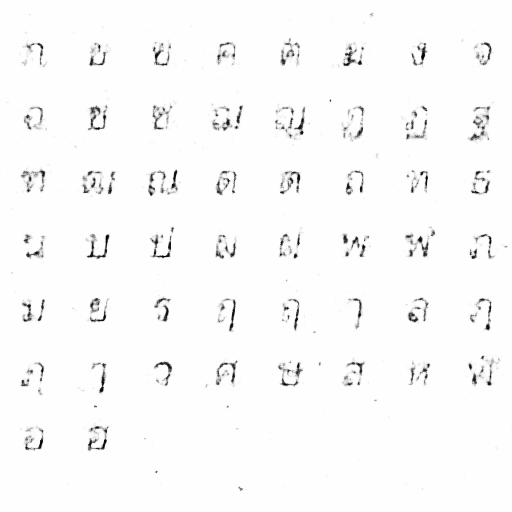 ก ข ฃ ค ฅ ฆ ง จ
ฉ ช ซ ฌ ญ ฎ ฏ ฐ
ฑ ฒ ณ ด ต ถ ท ธ
น บ ป ผ ฝ พ ฟ ภ
ม ย ร ฤ ฤ ๅ ล ฦ
ฦ ๅ ว ศ ษ ส ห ฬ
อ ฮ